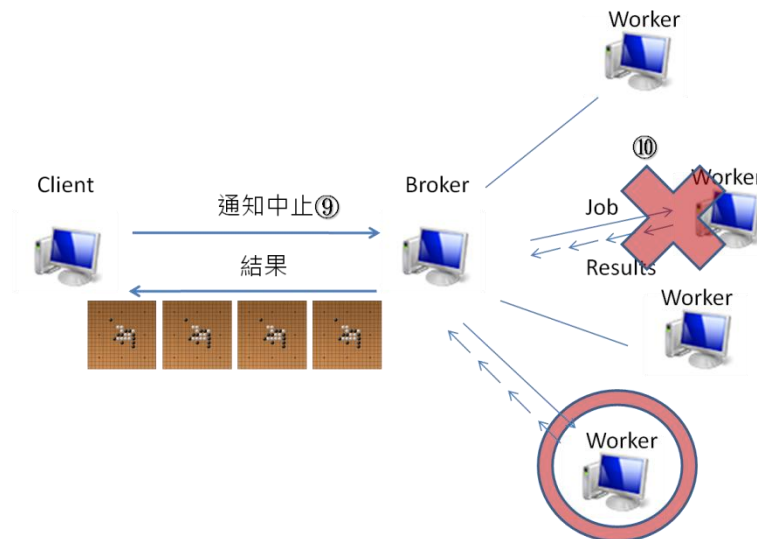 Worker
⑩
Client
Broker
Worker
通知中止⑨
Job
結果
Results
Worker
Worker